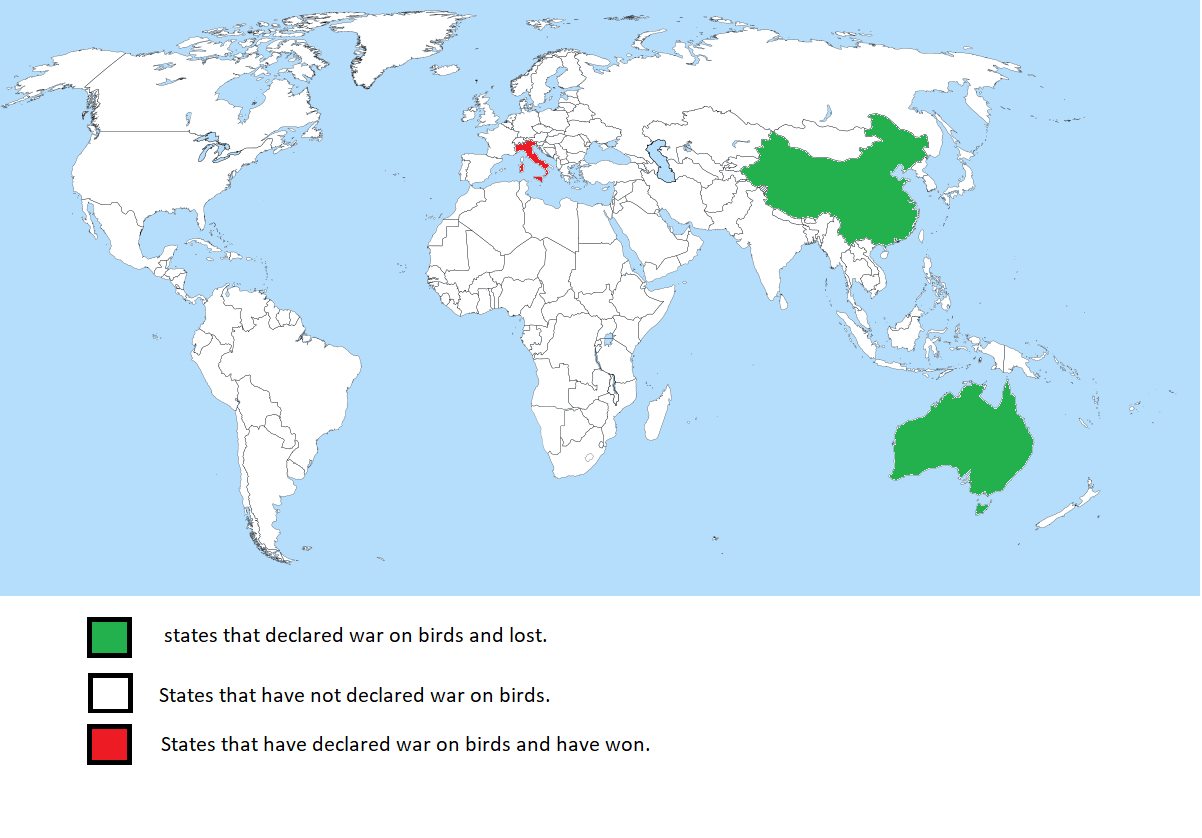 states that declared war on birds and lost.
States that have not declared war on birds.
States that have declared war on birds and have won.